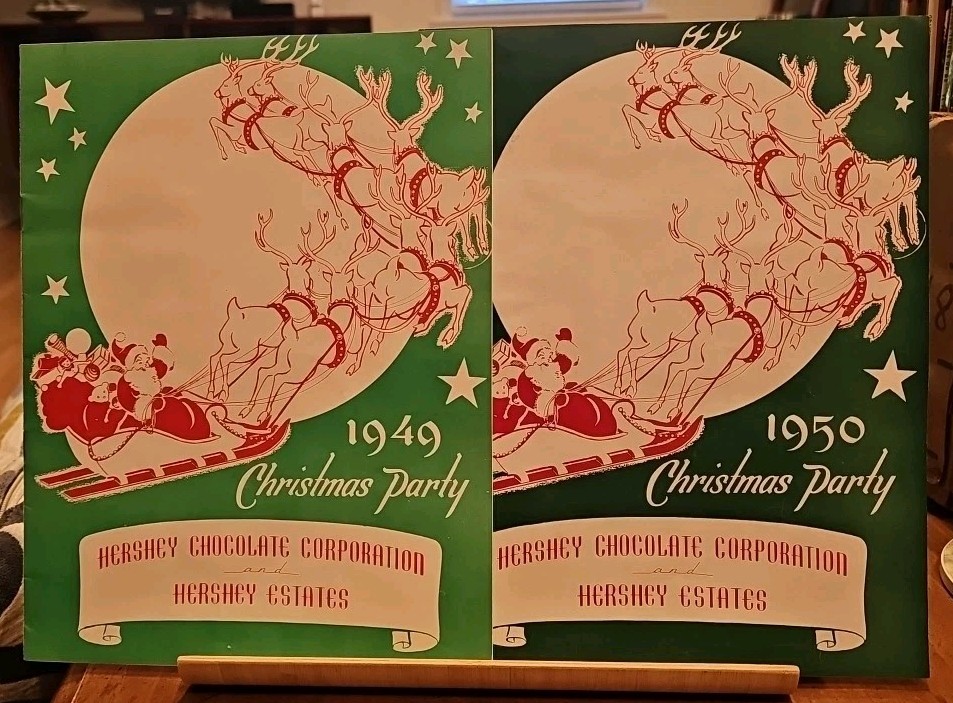 1949
Christmas Party
HERSHEY CHOCOLATE CORPORATION
and
HERSHEY ESTATES
1950
Christmas Party
HERSHEY CHOCOLATE CORPORATION
and
HERSHEY ESTATES